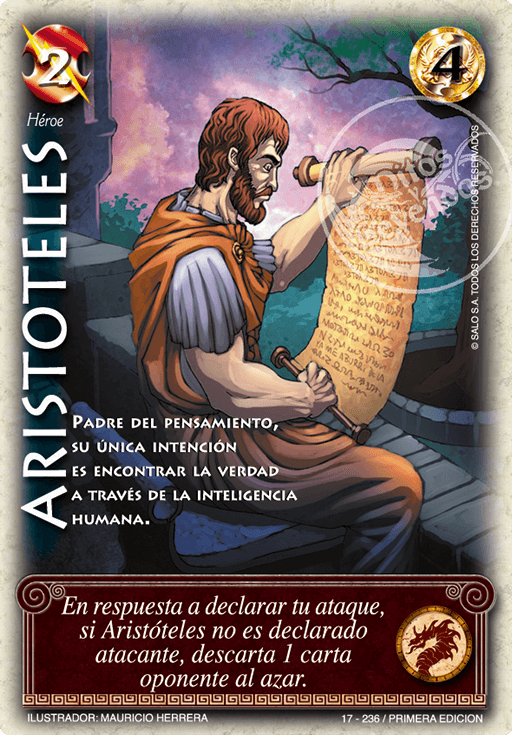 2
4
Héroe
ARISTOTELES
© SALO S.A. TODOS LOS DERECHOS RESERVADOS
PADRE DEL PENSAMIENTO,
SU ÚNICA INTENCIÓN
ES ENCONTRAR LA VERDAD
A TRAVÉS DE LA INTELIGENCIA
HUMANA.
En respuesta a declarar tu ataque,
si Aristóteles no es declarado
atacante, descarta 1 carta
oponente al azar.
ILUSTRADOR: MAURICIO HERRERA
17 - 236 / PRIMERA EDICION